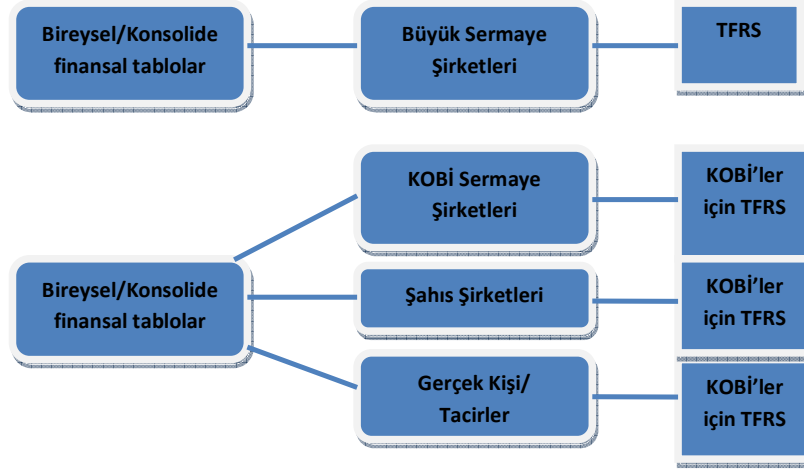 Bireysel/Konsolide
finansal tablolar
Büyük Sermaye
Şirketleri
TFRS
Bireysel/Konsolide
finansal tablolar
KOBİ Sermaye
Şirketleri
KOBİ’ler
için TFRS
Şahıs Şirketleri
KOBİ’ler
için TFRS
Gerçek Kişi/
Tacirler
KOBİ’ler
için TFRS